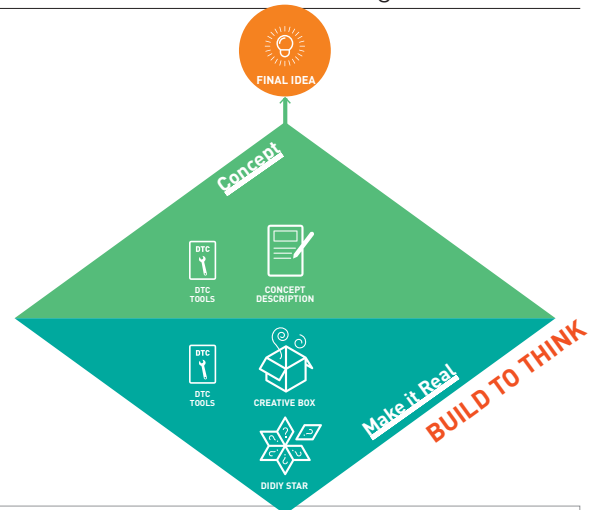 FINAL IDEA
Concept
DTC
DTC
TOOLS
CONCEPT
DESCRIPTION
DTC
DTC
TOOLS
CREATIVE BOX
Make it Real
BUILD TO THINK
?
?
?
?
?
?
DIDIY STAR